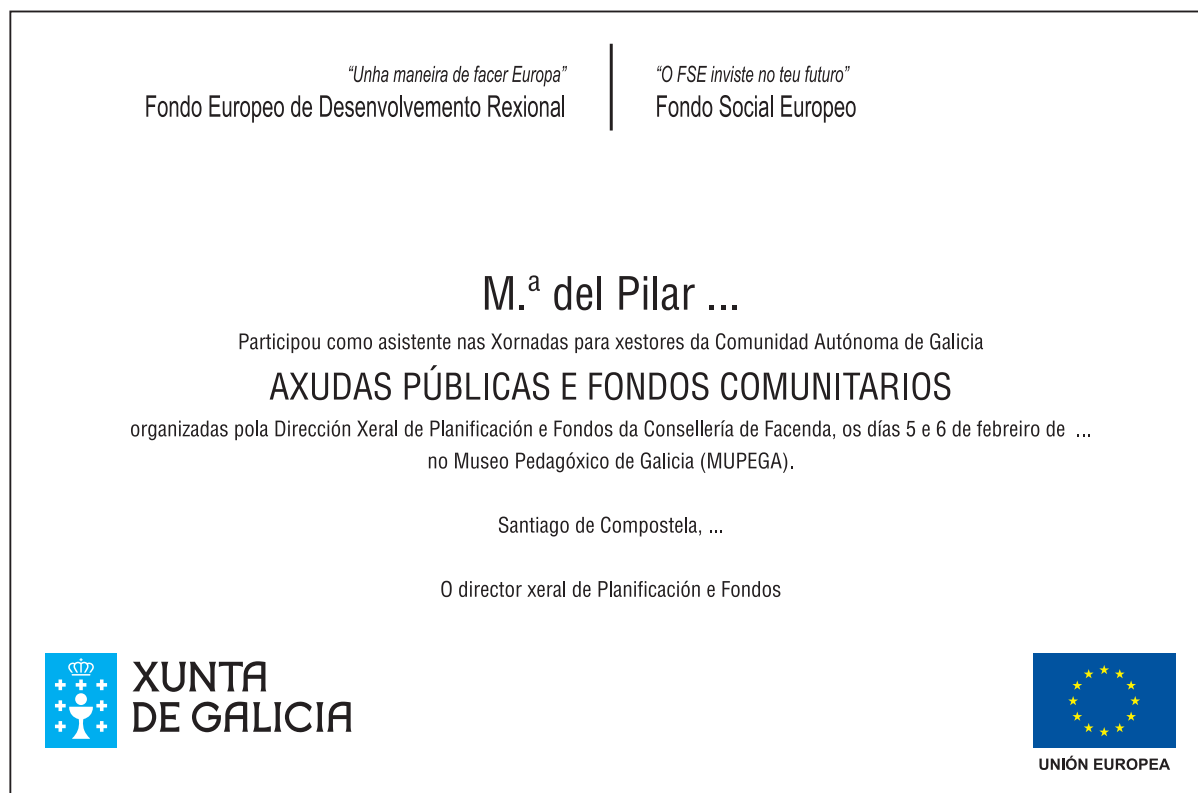 “Unha maneira de facer Europa”
Fondo Europeo de Desenvolvemento Rexional
“O FSE inviste no teu futuro”
Fondo Social Europeo
M.ª del Pilar ...
Participou como asistente nas Xornadas para xestores da Comunidad Autónoma de Galicia
AXUDAS PÚBLICAS E FONDOS COMUNITARIOS
organizadas pola Dirección Xeral de Planificación e Fondos da Consellería de Facenda, os días 5 e 6 de febreiro de ...
no Museo Pedagóxico de Galicia (MUPEGA).
Santiago de Compostela, ...
O director xeral de Planificación e Fondos
XUNTA
DE GALICIA
UNIÓN EUROPEA